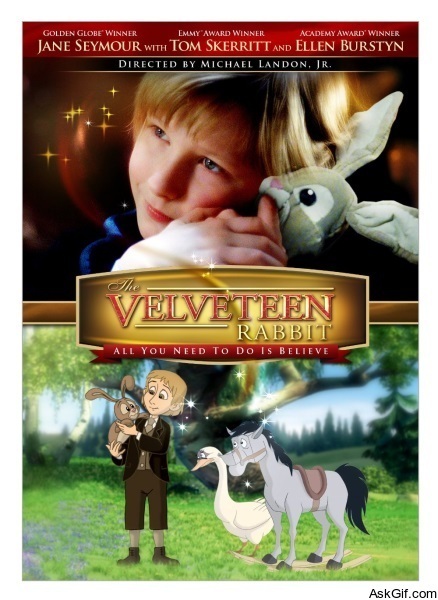 GOLDEN GLOBE® WINNER EMMY® AWARD WINNER ACADEMY AWARD® WINNER
JANE SEYMOUR WITH TOM SKERRITT AND ELLEN BURSTYN
DIRECTED BY MICHAEL LANDON, JR.
The
VELVETEEN
RABBIT
ALL YOU NEED TO DO IS BELIEVE
AskGif.com